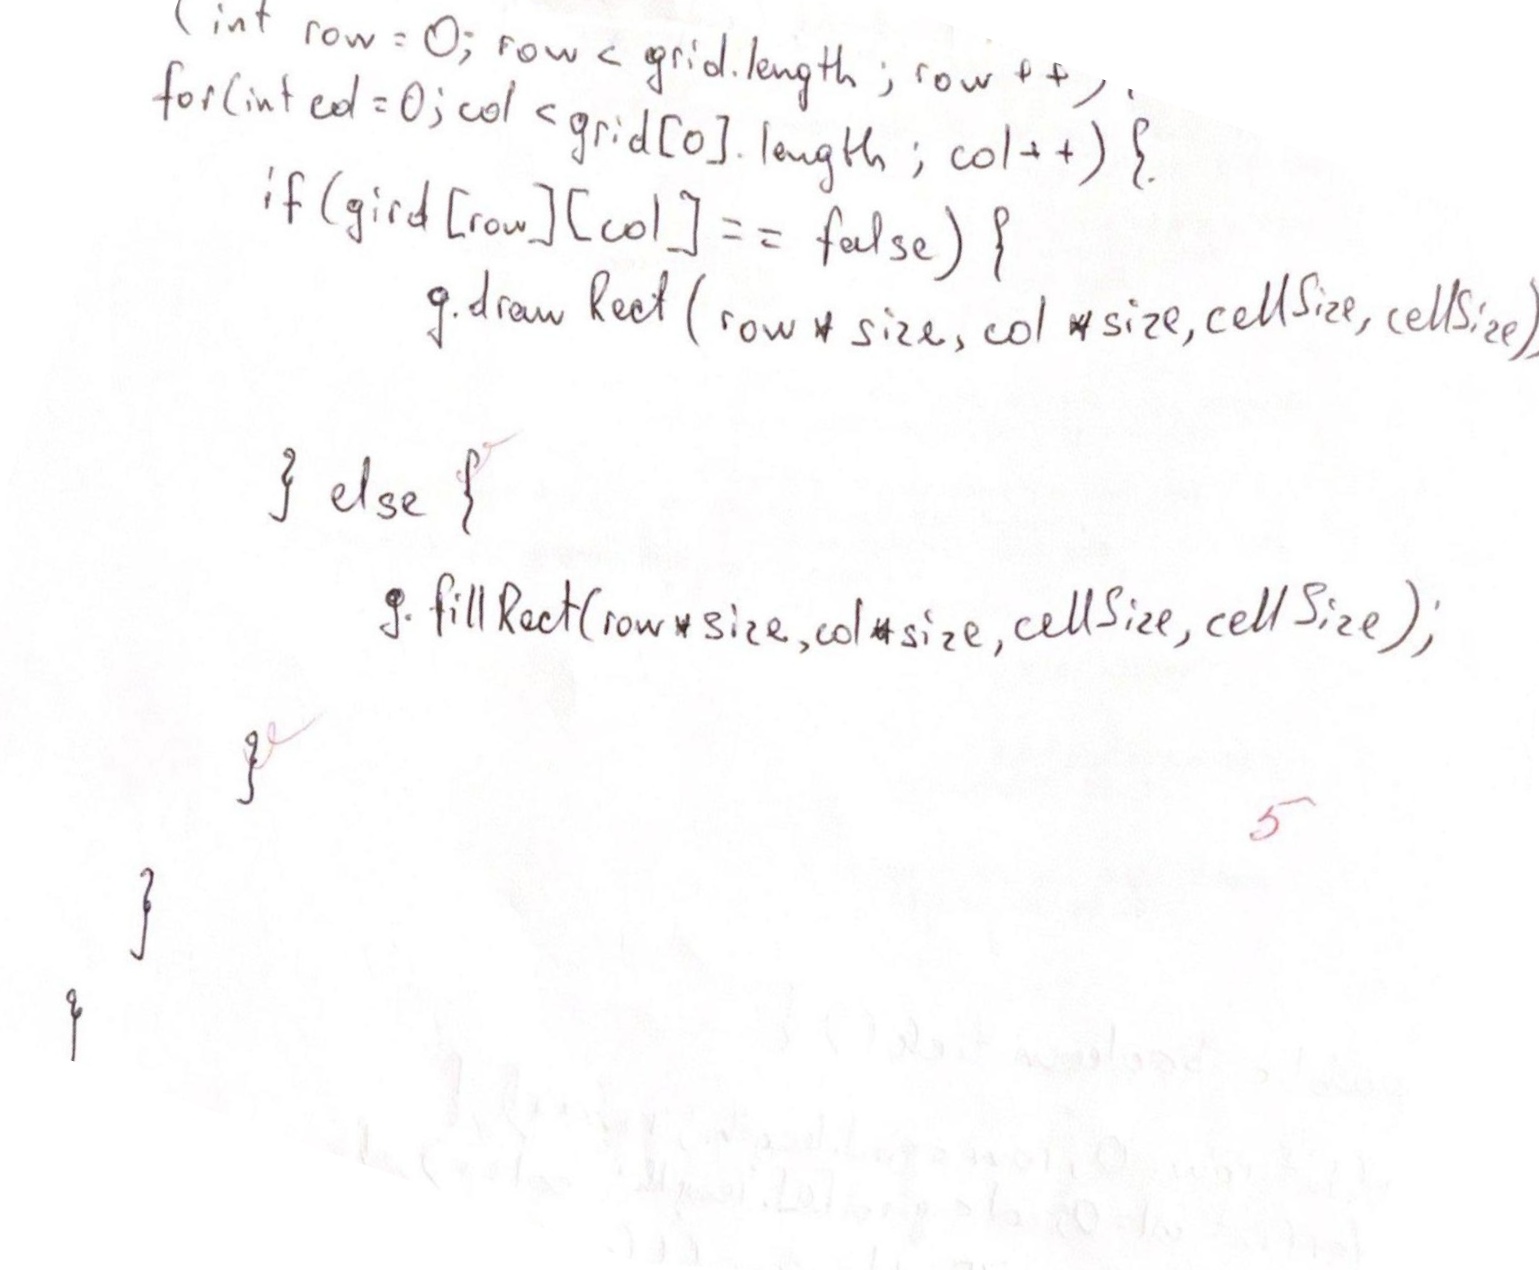 (int row = 0; row < grid.length; row ++)
for(int col = 0; col < grid[0].length; col++) {
if (gird [row][col] == false) {
g.draw Rect (row * size, col * size, cellSize, cellSize)
} else {
g. fill Rect(row * size, col * size, cellSize, cell Size);
}
5
}
}